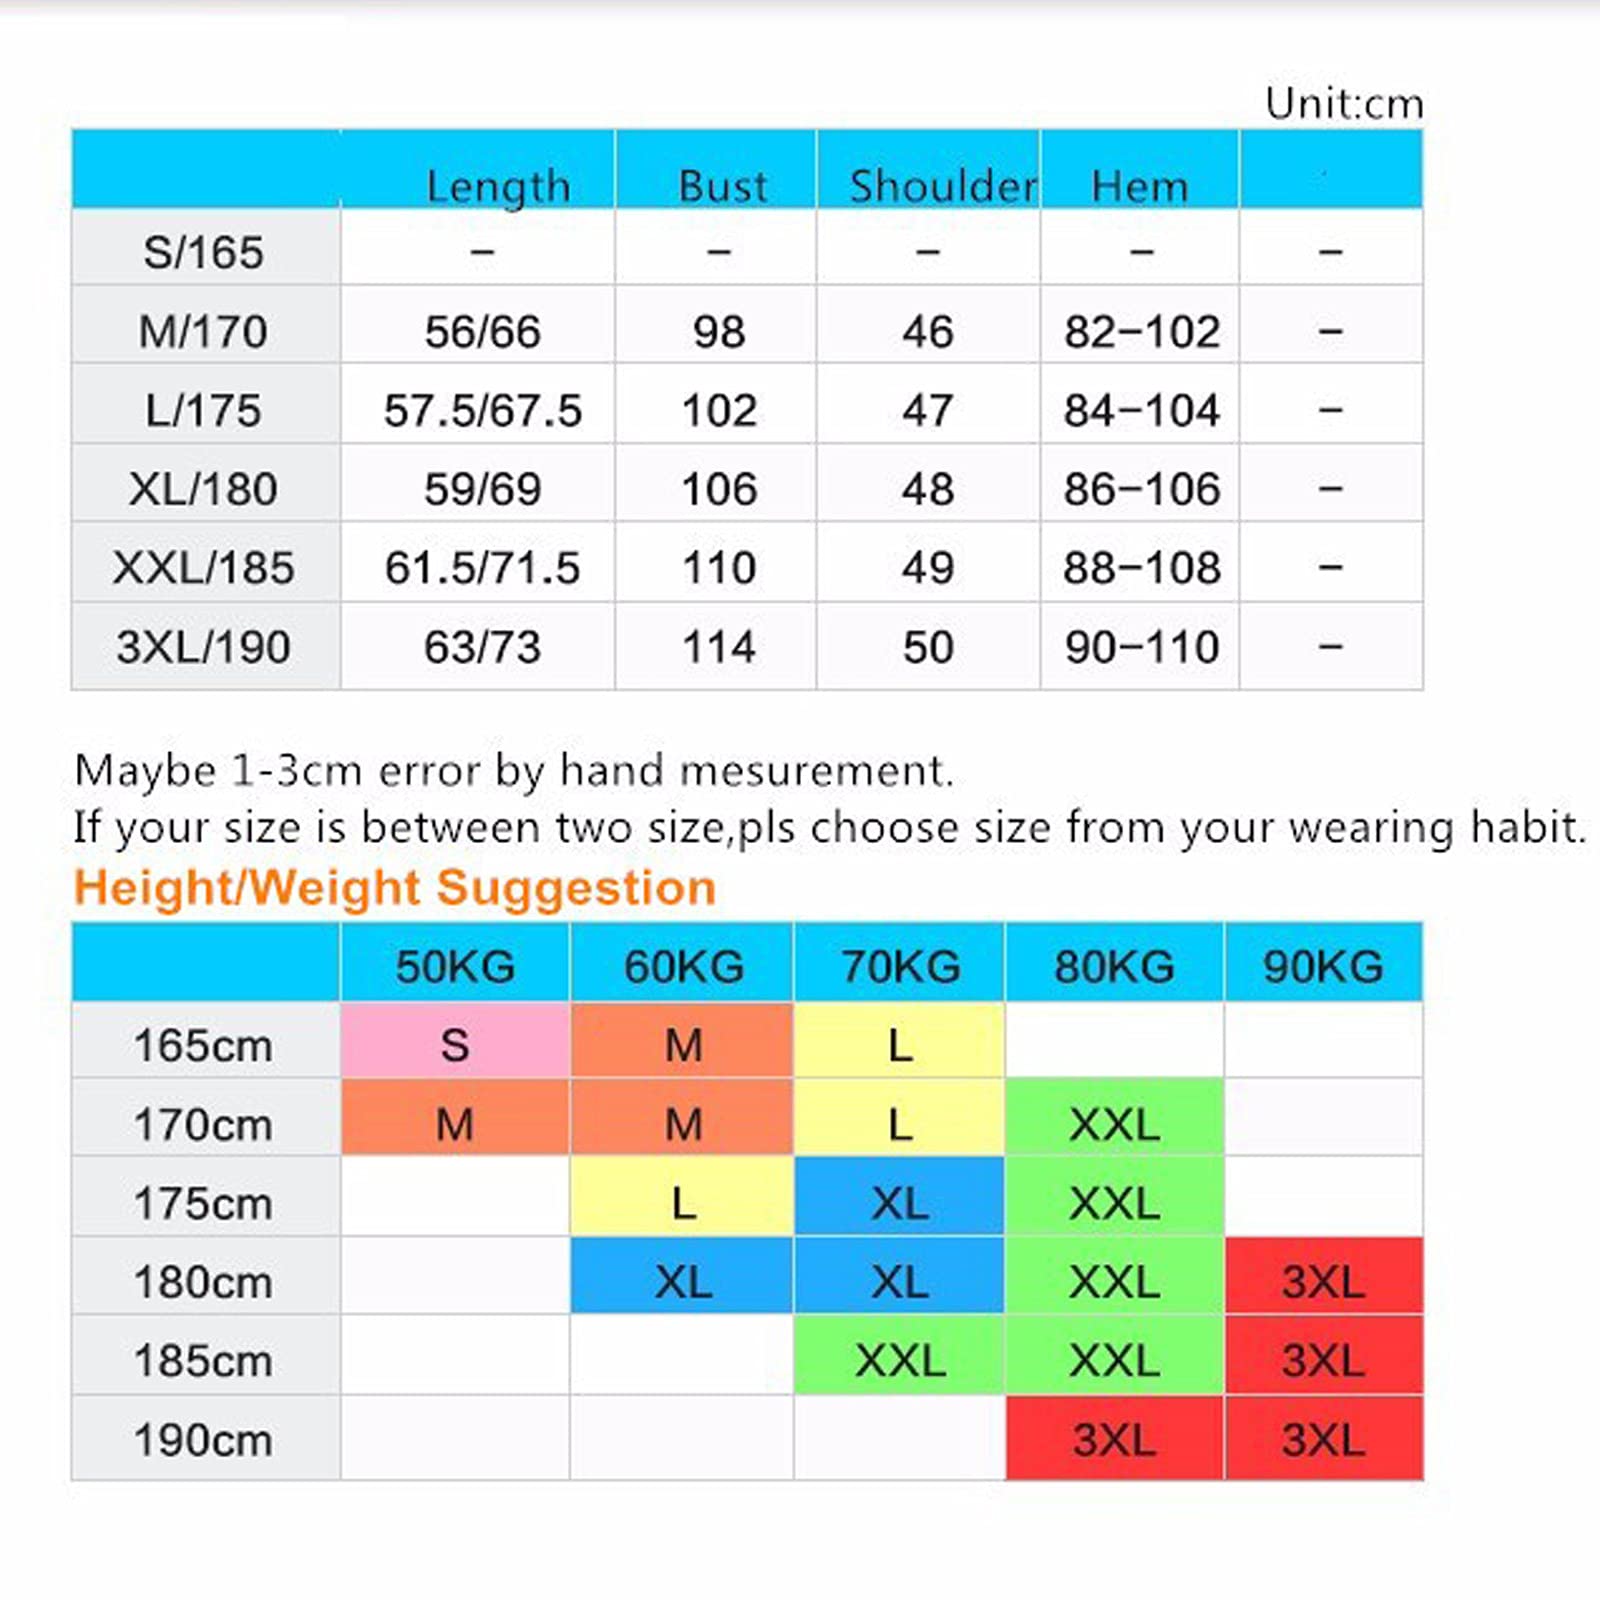 Unit:cm
Length Bust Shoulder Hem
S/165 – – – – –
M/170 56/66 98 46 82–102 –
L/175 57.5/67.5 102 47 84–104 –
XL/180 59/69 106 48 86–106 –
XXL/185 61.5/71.5 110 49 88–108 –
3XL/190 63/73 114 50 90–110 –
Maybe 1-3cm error by hand mesurement.
If your size is between two size,pls choose size from your wearing habit.
Height/Weight Suggestion
50KG 60KG 70KG 80KG 90KG
165cm S M L
170cm M M L XXL
175cm L XL XXL
180cm XL XL XXL 3XL
185cm XXL XXL 3XL
190cm 3XL 3XL